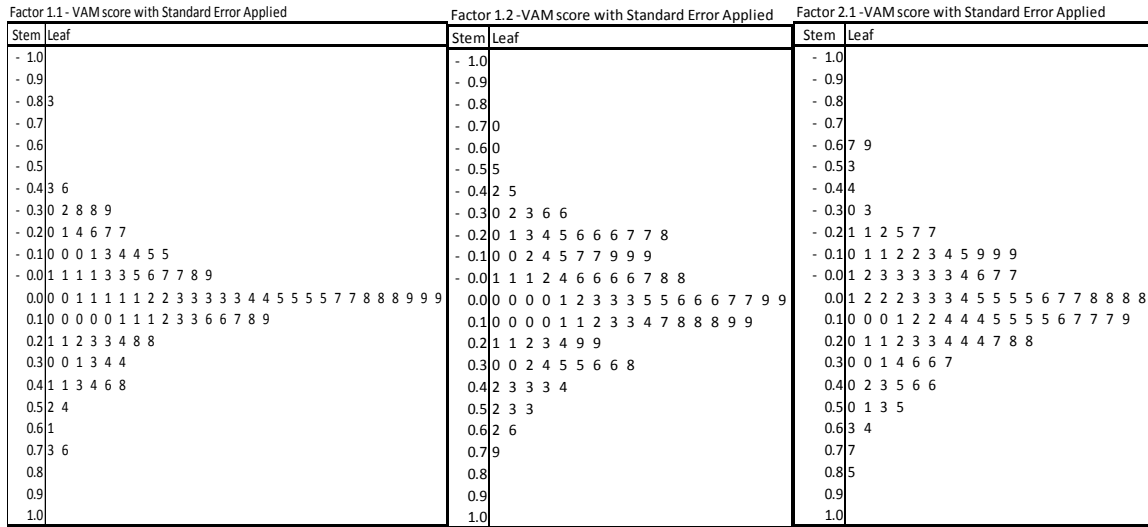 Factor 1.1 - VAM score with Standard Error Applied
Stem Leaf
- 1.0
- 0.9
- 0.8 3
- 0.7
- 0.6
- 0.5
- 0.4 3 6
- 0.3 0 2 8 8 9
- 0.2 0 1 4 6 7 7
- 0.1 0 0 0 1 3 4 4 5 5
- 0.0 1 1 1 1 3 3 5 6 7 7 8 9
0.0 0 0 1 1 1 1 1 2 2 3 3 3 3 3 4 4 5 5 5 5 7 7 8 8 8 9 9 9
0.1 0 0 0 0 0 1 1 1 2 3 3 6 6 7 8 9
0.2 1 1 2 3 3 4 8 8
0.3 0 0 1 3 4 4
0.4 1 1 3 4 6 8
0.5 2 4
0.6 1
0.7 3 6
0.8
0.9
1.0
Factor 1.2 - VAM score with Standard Error Applied
Stem Leaf
- 1.0
- 0.9
- 0.8
- 0.7 0
- 0.6 0
- 0.5 5
- 0.4 2 5
- 0.3 0 2 3 6 6
- 0.2 0 1 3 4 5 6 6 6 7 7 8
- 0.1 0 0 2 4 5 7 7 9 9 9
- 0.0 1 1 1 2 4 6 6 6 6 7 8 8
0.0 0 0 0 0 1 2 3 3 3 5 5 6 6 6 7 7 9 9
0.1 0 0 0 0 1 1 2 3 3 4 7 8 8 8 9 9
0.2 1 1 2 3 4 9 9
0.3 0 0 2 4 5 5 6 8
0.4 2 3 3 3 4
0.5 2 3 3
0.6 2 6
0.7 9
0.8
0.9
1.0
Factor 2.1 -VAM score with Standard Error Applied
Stem Leaf
- 1.0
- 0.9
- 0.8
- 0.7
- 0.6 7 9
- 0.5 3
- 0.4 4
- 0.3 0 3
- 0.2 1 1 2 5 7 7
- 0.1 0 1 1 2 2 3 4 5 9 9 9
- 0.0 1 2 3 3 3 3 3 4 6 7 7
0.0 1 2 2 2 3 3 3 4 5 5 5 5 6 7 7 8 8 8 8
0.1 0 0 0 1 2 2 4 4 4 5 5 5 5 6 7 7 7 9
0.2 0 1 1 2 3 3 4 4 4 7 8 8
0.3 0 0 1 4 6 6 7
0.4 0 2 3 5 6 6
0.5 0 1 3 5
0.6 3 4
0.7 7
0.8 5
0.9
1.0